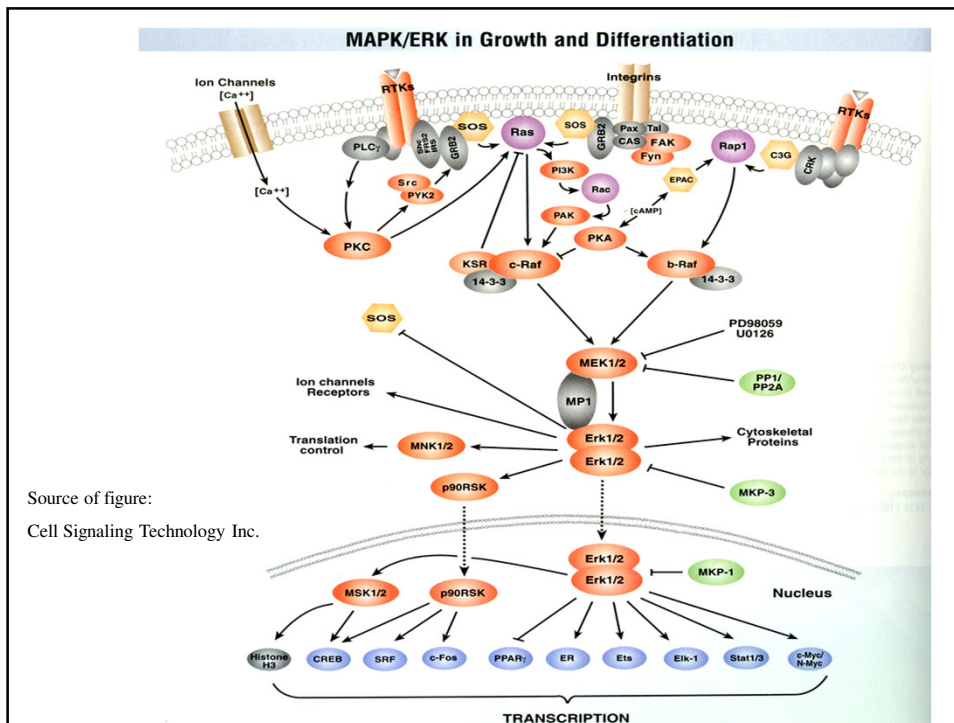 MAPK/ERK in Growth and Differentiation
Ion Channels
[Ca++]
RTKs
Integrins
RTKs
SOS
Ras
SOS
GRB2
Pax
Tal
CAS
FAK
Fyn
Rap1
C3G
CRK
PLCγ
Shc
FRS2
IRS
GRB2
PI3K
EPAC
Src
PYK2
Rac
[Ca++]
[cAMP]
PAK
PKC
PKA
KSR
c-Raf
b-Raf
14-3-3
14-3-3
SOS
PD98059
U0126
MEK1/2
PP1/
PP2A
Ion channels
Receptors
MP1
Erk1/2
Cytoskeletal
Proteins
Translation
control
MNK1/2
Erk1/2
p90RSK
MKP-3
Source of figure:
Cell Signaling Technology Inc.
Erk1/2
Erk1/2
MKP-1
Nucleus
MSK1/2
p90RSK
Histone
H3
CREB
SRF
c-Fos
PPARγ
ER
Ets
Elk-1
Stat1/3
c-Myc/
N-Myc
TRANSCRIPTION